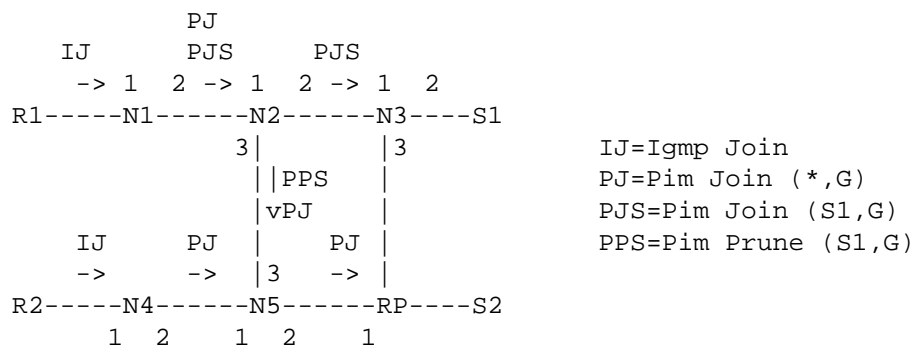 PJ
IJ PJS PJS
-> 1 2 -> 1 2 -> 1 2
R1-----N1------N2------N3----S1
3| |3 IJ=Igmp Join
||PPS | PJ=Pim Join (*,G)
|vPJ | PJS=Pim Join (S1,G)
IJ PJ | PJ | PPS=Pim Prune (S1,G)
-> -> |3 -> |
R2-----N4------N5------RP----S2
1 2 1 2 1